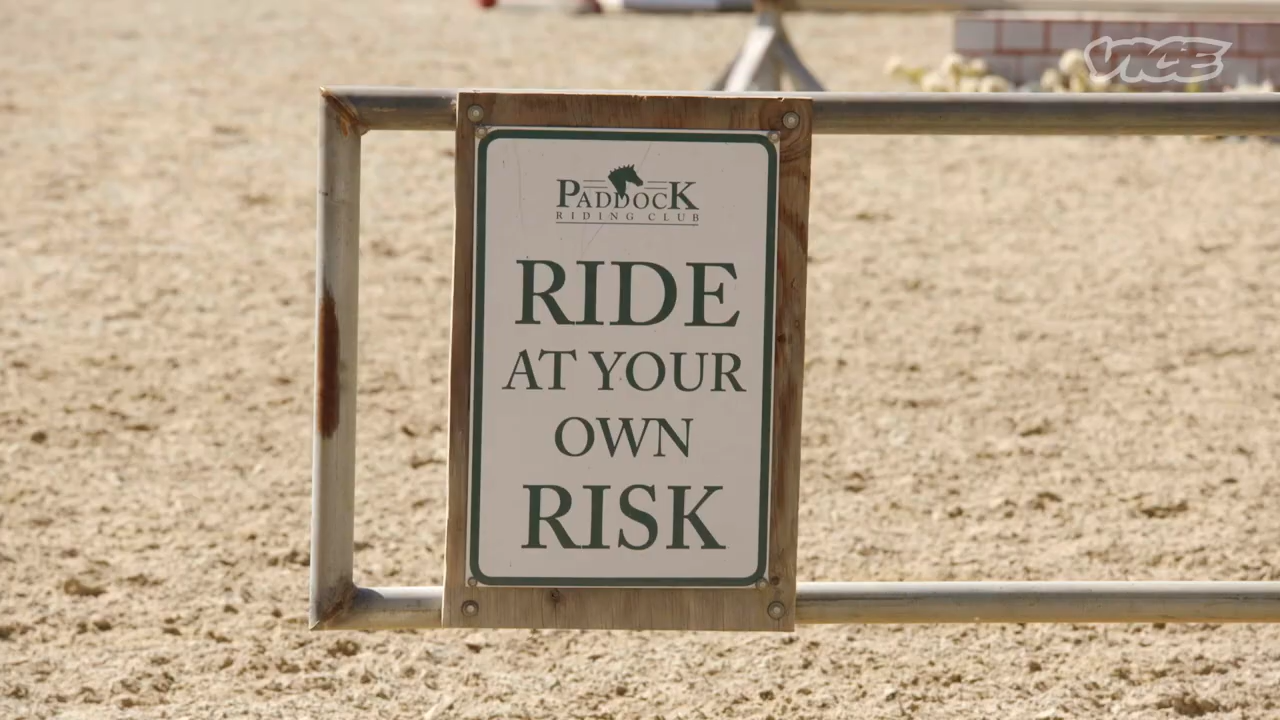 VICE
PADDOCK
RIDING CLUB
RIDE
AT YOUR
OWN
RISK